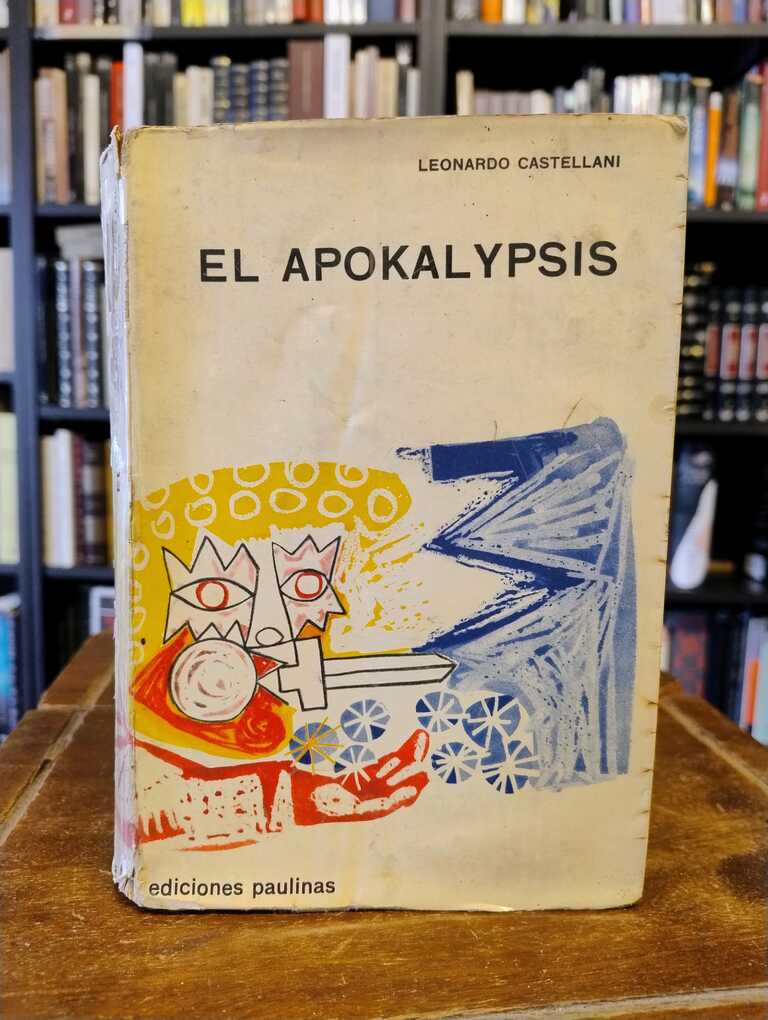 LEONARDO CASTELLANI
EL APOKALYPSIS
ediciones paulinas